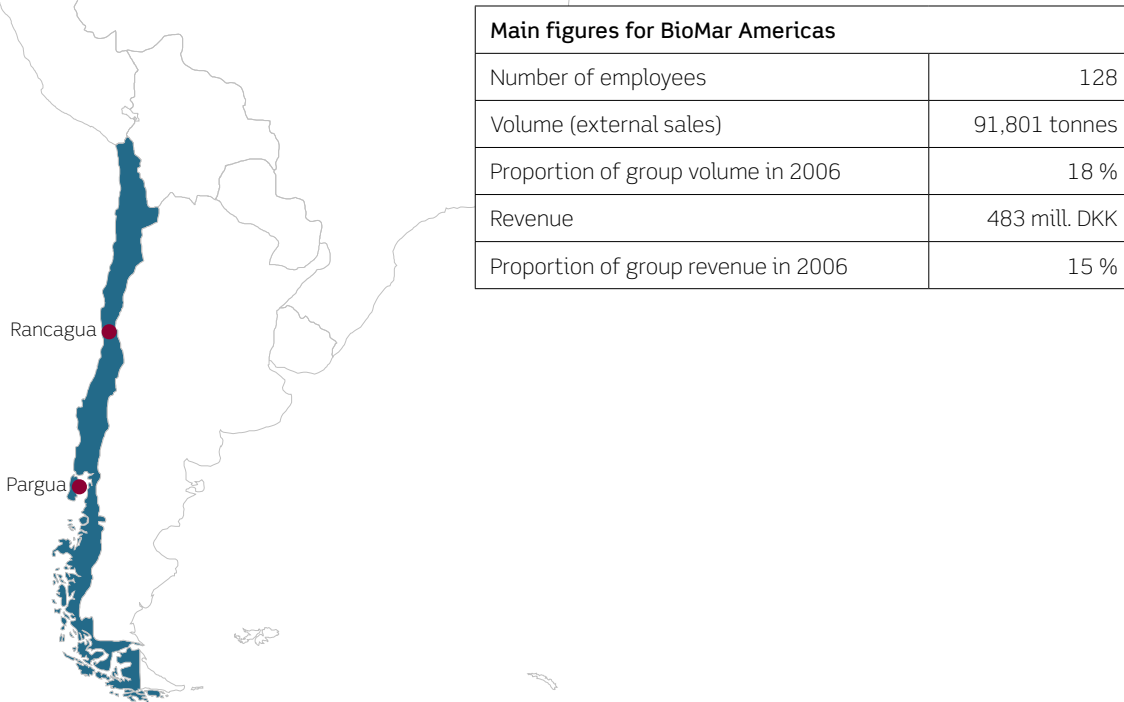 Main figures for BioMar Americas
Number of employees 128
Volume (external sales) 91,801 tonnes
Proportion of group volume in 2006 18 %
Revenue 483 mill. DKK
Proportion of group revenue in 2006 15 %
Rancagua
Pargua